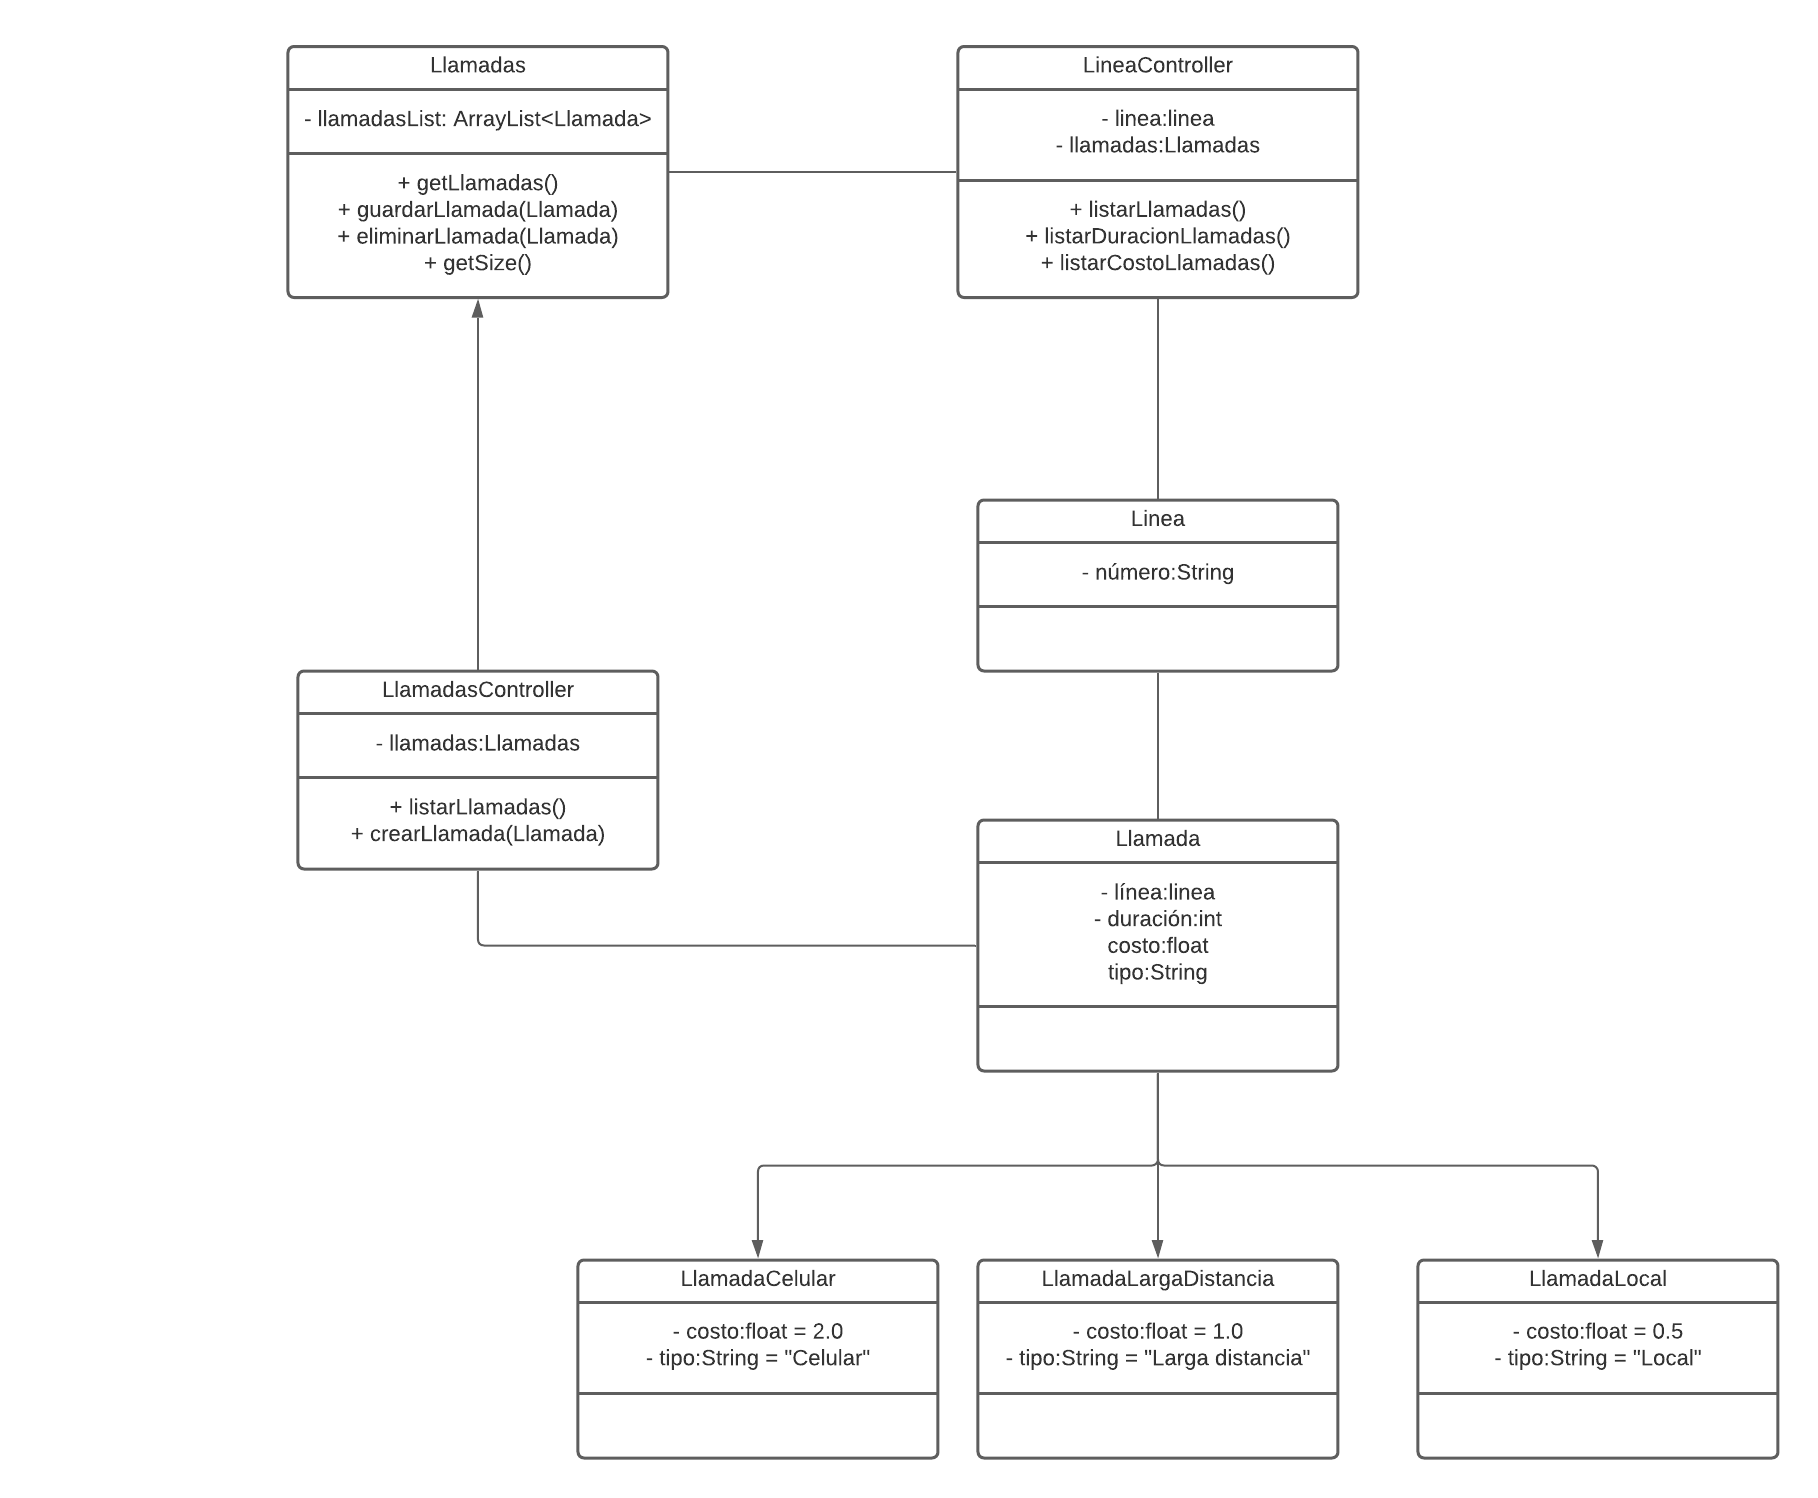 Llamadas
- llamadasList: ArrayList<Llamada>
+ getLlamadas()
+ guardarLlamada(Llamada)
+ eliminarLlamada(Llamada)
+ getSize()
LineaController
- linea:linea
- llamadas:Llamadas
+ listarLlamadas()
+ listarDuracionLlamadas()
+ listarCostoLlamadas()
Linea
- número:String
LlamadasController
- llamadas:Llamadas
+ listarLlamadas()
+ crearLlamada(Llamada)
Llamada
- línea:linea
- duración:int
costo:float
tipo:String
LlamadaCelular
- costo:float = 2.0
- tipo:String = "Celular"
LlamadaLargaDistancia
- costo:float = 1.0
- tipo:String = "Larga distancia"
LlamadaLocal
- costo:float = 0.5
- tipo:String = "Local"